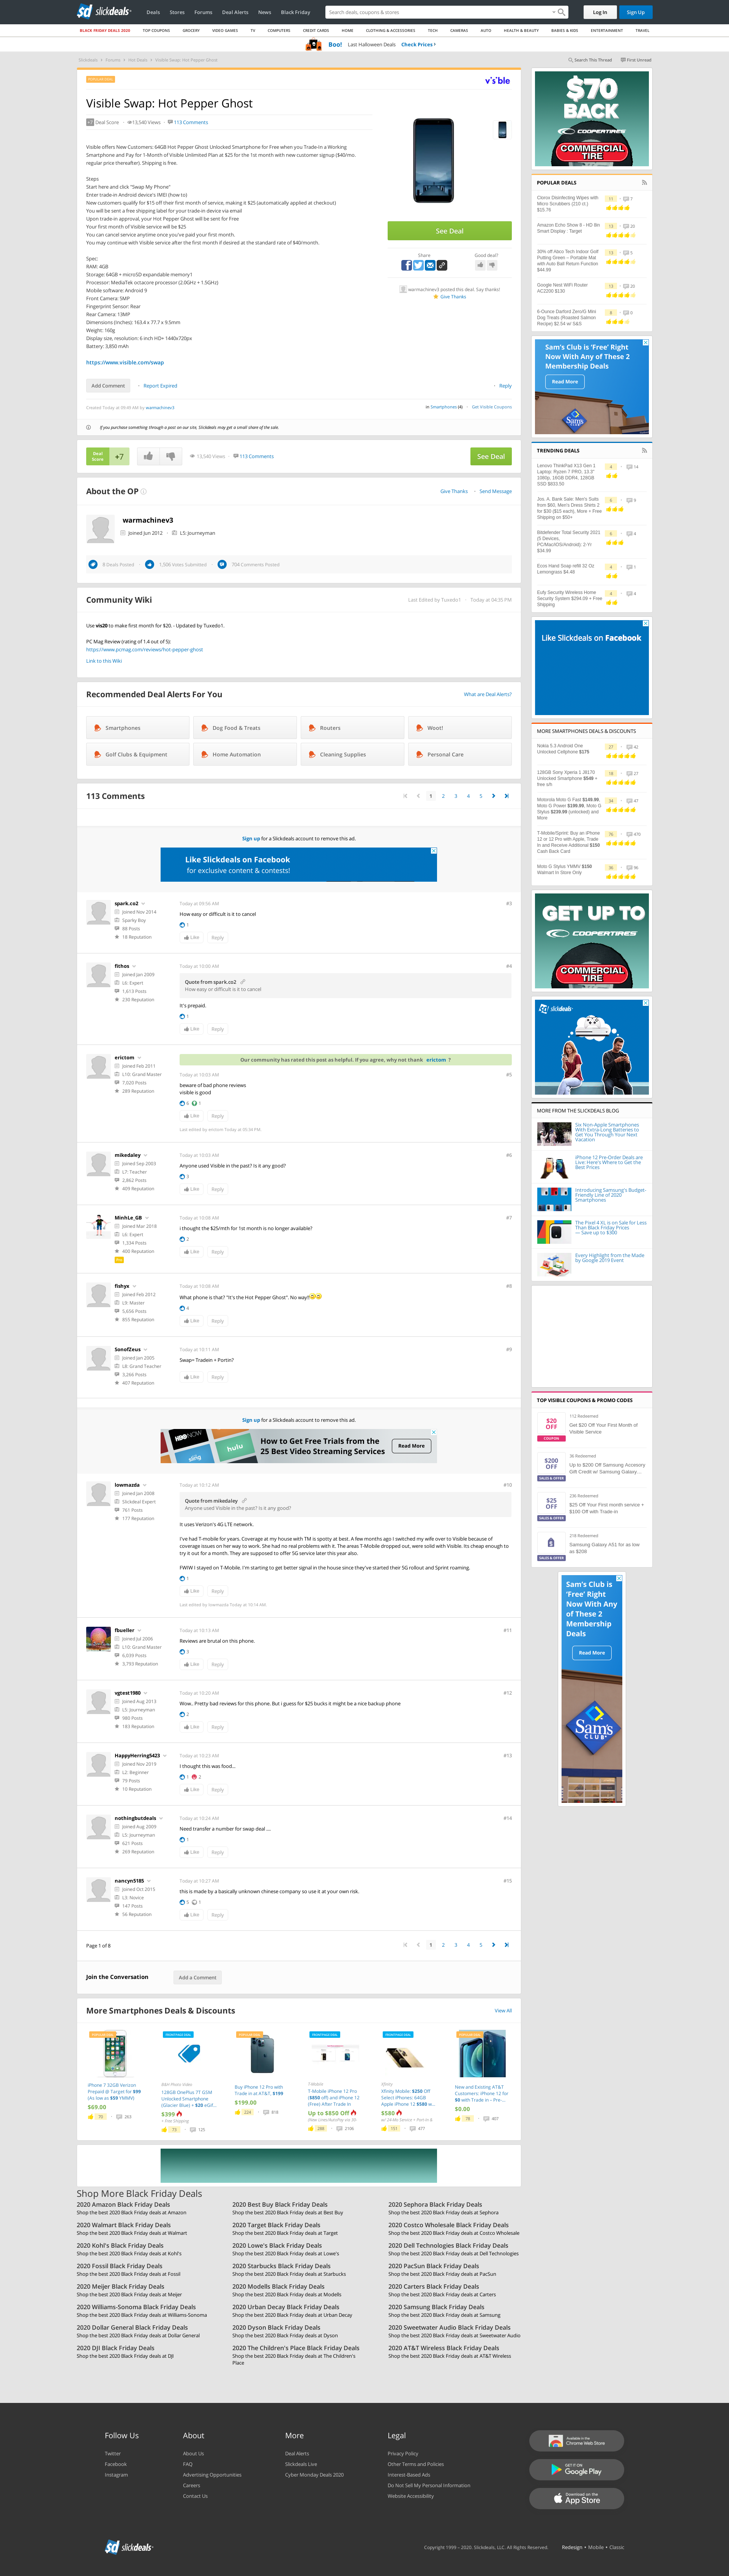 slickdeals
Deals Stores Forums Deal Alerts News Black Friday
Search deals, coupons & stores
Log In Sign Up
BLACK FRIDAY DEALS 2020 TOP COUPONS GROCERY VIDEO GAMES TV COMPUTERS CREDIT CARDS HOME CLOTHING & ACCESSORIES TECH CAMERAS AUTO HEALTH & BEAUTY BABIES & KIDS ENTERTAINMENT TRAVEL
Boo! Last Halloween Deals Check Prices
Slickdeals Forums Hot Deals Visible Swap: Hot Pepper Ghost
Search This Thread First Unread
visible
Visible Swap: Hot Pepper Ghost
+7 Deal Score 13,540 Views 113 Comments
Visible offers New Customers: 64GB Hot Pepper Ghost Unlocked Smartphone for Free when you Trade-In a Working
Smartphone and Pay for 1-Month of Visible Unlimited Plan at $25 for the 1st month with new customer signup ($40/mo.
regular price thereafter). Shipping is free.
Steps
Start here and click "Swap My Phone"
Enter trade-in Android device's IMEI (how to)
New customers qualify for $15 off their first month of service, making it $25 (automatically applied at checkout)
You will be sent a free shipping label for your trade-in device via email
Upon trade-in approval, your Hot Pepper Ghost will be sent for Free
Your first month of Visible service will be $25
You can cancel service anytime once you've paid your first month.
You may continue with Visible service after the first month if desired at the standard rate of $40/month.
Spec:
RAM: 4GB
Storage: 64GB + microSD expandable memory1
Processor: MediaTek octacore processor (2.0GHz + 1.5GHz)
Mobile software: Android 9
Front Camera: 5MP
Fingerprint Sensor: Rear
Rear Camera: 13MP
Dimensions (Inches): 163.4 x 77.7 x 9.5mm
Weight: 160g
Display size, resolution: 6 inch HD+ 1440x720px
Battery: 3,850 mAh
https://www.visible.com/swap
See Deal
Share Good deal?
warmachinev3 posted this deal. Say thanks!
Give Thanks
Add Comment Report Expired Reply
Created Today at 09:49 AM by warmachinev3 Smartphones (4) Get Visible Coupons
If you purchase something through a post on our site, Slickdeals may get a small share of the sale.
Deal Score +7 13,540 Views 113 Comments See Deal
About the OP Give Thanks Send Message
warmachinev3
Joined Jun 2012 L5: Journeyman
8 Deals Posted 1,506 Votes Submitted 704 Comments Posted
Community Wiki Last Edited by Tuxedo1 Today at 04:35 PM
Use vis20 to make first month for $20. - Updated by Tuxedo1.
PC Mag Review (rating of 1.4 out of 5):
https://www.pcmag.com/reviews/hot-pepper-ghost
Link to this Wiki
Recommended Deal Alerts For You What are Deal Alerts?
Smartphones Dog Food & Treats Routers Woot!
Golf Clubs & Equipment Home Automation Cleaning Supplies Personal Care
113 Comments 1 2 3 4 5
Sign up for a Slickdeals account to remove this ad.
Like Slickdeals on Facebook
for exclusive content & contests!
spark.co2 Today at 09:56 AM #3
Joined Nov 2014
Sparky Boy
88 Posts
18 Reputation
How easy or difficult is it to cancel
1
Like Reply
fithos Today at 10:00 AM #4
Joined Jan 2009
L6: Expert
1,613 Posts
230 Reputation
Quote from spark.co2
How easy or difficult is it to cancel
It's prepaid.
1
Like Reply
erictom
Joined Feb 2011
L10: Grand Master
7,020 Posts
289 Reputation
Our community has rated this post as helpful. If you agree, why not thank erictom ?
Today at 10:03 AM #5
beware of bad phone reviews
visible is good
6 1
Like Reply
Last edited by erictom Today at 05:34 PM.
mikedaley Today at 10:03 AM #6
Joined Sep 2003
L7: Teacher
2,862 Posts
409 Reputation
Anyone used Visible in the past? Is it any good?
3
Like Reply
MinhLe_GB Today at 10:08 AM #7
Joined Mar 2018
L6: Expert
1,334 Posts
400 Reputation
i thought the $25/mth for 1st month is no longer available?
2
Like Reply
fishyx Today at 10:08 AM #8
Joined Feb 2012
L9: Master
5,656 Posts
855 Reputation
What phone is that? "It's the Hot Pepper Ghost". No way!!
4
Like Reply
SonofZeus Today at 10:11 AM #9
Joined Jan 2005
L8: Grand Teacher
3,266 Posts
407 Reputation
Swap= Tradein + Portin?
Like Reply
Sign up for a Slickdeals account to remove this ad.
HBO NOW sling hulu
How to Get Free Trials from the
25 Best Video Streaming Services
Read More
lowmazda Today at 10:12 AM #10
Joined Jan 2008
Slickdeal Expert
761 Posts
177 Reputation
Quote from mikedaley
Anyone used Visible in the past? Is it any good?
It uses Verizon's 4G LTE network.
I've had T-mobile for years. Coverage at my house with TM is spotty at best. A few months ago I switched my wife over to Visible because of
coverage issues on her way to work. She had no real problems with it. The areas T-Mobile dropped out, were solid with Visible. Its cheap enough to
try it out for a month. They are supposed to offer 5G service later this year also.
FWIW I stayed on T-Mobile. I'm starting to get better signal in the house since they've started their 5G rollout and Sprint roaming.
1
Like Reply
Last edited by lowmazda Today at 10:14 AM.
fbueller Today at 10:13 AM #11
Joined Jul 2006
L10: Grand Master
6,039 Posts
3,793 Reputation
Reviews are brutal on this phone.
3
Like Reply
vgtest1980 Today at 10:20 AM #12
Joined Aug 2013
L5: Journeyman
980 Posts
183 Reputation
Wow.. Pretty bad reviews for this phone. But i guess for $25 bucks it might be a nice backup phone
2
Like Reply
HappyHerring5423 Today at 10:23 AM #13
Joined Nov 2019
L2: Beginner
79 Posts
10 Reputation
I thought this was food...
7 2
Like Reply
nothingbutdeals Today at 10:24 AM #14
Joined Aug 2009
L5: Journeyman
621 Posts
269 Reputation
Need transfer a number for swap deal ....
1
Like Reply
nancyn5185 Today at 10:27 AM #15
Joined Oct 2015
L3: Novice
147 Posts
56 Reputation
this is made by a basically unknown chinese company so use it at your own risk.
5 1
Like Reply
Page 1 of 8 1 2 3 4 5
Join the Conversation Add a Comment
More Smartphones Deals & Discounts View All
iPhone 7 32GB Verizon Prepaid @ Target for $99 (As low as $59 YMMV)
$69.00
70 263
B&H Photo Video
128GB OnePlus 7T GSM Unlocked Smartphone (Glacier Blue) + $20 eGif...
$399
+ Free Shipping
73 125
Buy iPhone 12 Pro with Trade in at AT&T, $199
$199.00
224 818
T-Mobile
T-Mobile iPhone 12 Pro ($850 off) and iPhone 12 (Free) After Trade In
Up to $850 Off
288 2108
Xfinity
Xfinity Mobile: $250 Off Select iPhones: 64GB Apple iPhone 12 $580 w...
$580
w/ 24-Mo Service + Port-In &
151 477
New and Existing AT&T Customers: iPhone 12 for $0 with Trade in - Pre-...
$0.00
70 407
Shop More Black Friday Deals
2020 Amazon Black Friday Deals
Shop the best 2020 Black Friday deals at Amazon
2020 Best Buy Black Friday Deals
Shop the best 2020 Black Friday deals at Best Buy
2020 Sephora Black Friday Deals
Shop the best 2020 Black Friday deals at Sephora
2020 Walmart Black Friday Deals
Shop the best 2020 Black Friday deals at Walmart
2020 Target Black Friday Deals
Shop the best 2020 Black Friday deals at Target
2020 Costco Wholesale Black Friday Deals
Shop the best 2020 Black Friday deals at Costco Wholesale
2020 Kohl's Black Friday Deals
Shop the best 2020 Black Friday deals at Kohl's
2020 Lowe's Black Friday Deals
Shop the best 2020 Black Friday deals at Lowe's
2020 Dell Technologies Black Friday Deals
Shop the best 2020 Black Friday deals at Dell Technologies
2020 Fossil Black Friday Deals
Shop the best 2020 Black Friday deals at Fossil
2020 Starbucks Black Friday Deals
Shop the best 2020 Black Friday deals at Starbucks
2020 PacSun Black Friday Deals
Shop the best 2020 Black Friday deals at PacSun
2020 Meijer Black Friday Deals
Shop the best 2020 Black Friday deals at Meijer
2020 Modells Black Friday Deals
Shop the best 2020 Black Friday deals at Modells
2020 Carters Black Friday Deals
Shop the best 2020 Black Friday deals at Carters
2020 Williams-Sonoma Black Friday Deals
Shop the best 2020 Black Friday deals at Williams-Sonoma
2020 Urban Decay Black Friday Deals
Shop the best 2020 Black Friday deals at Urban Decay
2020 Samsung Black Friday Deals
Shop the best 2020 Black Friday deals at Samsung
2020 Dollar General Black Friday Deals
Shop the best 2020 Black Friday deals at Dollar General
2020 Dyson Black Friday Deals
Shop the best 2020 Black Friday deals at Dyson
2020 Sweetwater Audio Black Friday Deals
Shop the best 2020 Black Friday deals at Sweetwater Audio
2020 DJI Black Friday Deals
Shop the best 2020 Black Friday deals at DJI
2020 The Children's Place Black Friday Deals
Shop the best 2020 Black Friday deals at The Children's
Place
2020 AT&T Wireless Black Friday Deals
Shop the best 2020 Black Friday deals at AT&T Wireless
$70
BACK
COOPERTIRES
COMMERCIAL
TIRE
POPULAR DEALS
Clorox Disinfecting Wipes with
Micro Scrubbers (210 ct.)
$15.76
11 7
Amazon Echo Show 8 - HD 8in
Smart Display : Target
12 20
30% off Abco Tech Indoor Golf
Putting Green – Portable Mat
with Auto Ball Return Function
$44.99
13 5
Google Nest WiFi Router
AC2200 $130
13 20
6-Ounce Darford Zero/G Mini
Dog Treats (Roasted Salmon
Recipe) $2.54 w/ S&S
8 0
Sam's Club is 'Free' Right
Now With Any of These 2
Membership Deals
Read More
TRENDING DEALS
Lenovo ThinkPad X13 Gen 1
Laptop: Ryzen 7 PRO, 13.3"
1080p, 16GB DDR4, 128GB
SSD $603.50
4 14
Jos. A. Bank Sale: Men's Suits
from $60, Men's Dress Shirts 2
for $30 ($15 each), More + Free
Shipping on $50+
6 9
Bitdefender Total Security 2021
(5 Devices,
PC/Mac/iOS/Android): 2-Yr
$34.99
6 4
Ecos Hand Soap refill 32 Oz
Lemongrass $4.48
4 1
Eufy Security Wireless Home
Security System $294.09 + Free
Shipping
4 4
Like Slickdeals on Facebook
MORE SMARTPHONES DEALS & DISCOUNTS
Nokia 5.3 Android One
Unlocked Cellphone $175
27 42
128GB Sony Xperia 1 J8170
Unlocked Smartphone $549 +
free s/h
18 27
Motorola Moto G Fast $149.99,
Moto G Power $199.99, Moto G
Stylus $239.99 (unlocked) and
More
34 47
T-Mobile/Sprint: Buy an iPhone
12 or 12 Pro with Apple, Trade
In and Receive Additional $150
Cash Back Card
76 470
Moto G Stylus YMMV $150
Walmart In Store Only
36 96
GET UP TO
COOPERTIRES
COMMERCIAL
TIRE
slickdeals
MORE FROM THE SLICKDEALS BLOG
Six Non-Apple Smartphones
With Extra-Long Batteries to
Get You Through Your Next
Vacation
iPhone 12 Pre-Order Deals are
Live: Here's Where to Get the
Best Prices
Introducing Samsung's Budget-
Friendly Line of 2020
Smartphones
The Pixel 4 XL is on Sale for Less
Than Black Friday Prices
— Save up to $300
Every Highlight from the Made
by Google 2019 Event
TOP VISIBLE COUPONS & PROMO CODES
$20 OFF COUPON
112 Redeemed
Get $20 Off Your First Month of
Visible Service
$200 OFF SALES & OFFER
36 Redeemed
Up to $200 Off Samsung Accesory
Gift Credit w/ Samsung Galaxy...
$25 OFF SALES & OFFER
236 Redeemed
$25 Off Your First month service +
$100 Off with Trade-in
$ SALES & OFFER
218 Redeemed
Samsung Galaxy A51 for as low
as $208
Sam's Club is
'Free' Right
Now With Any
of These 2
Membership
Deals
Read More
Sam's
CLUB
Follow Us About More Legal
Twitter
Facebook
Instagram
About Us
FAQ
Advertising Opportunities
Careers
Contact Us
Deal Alerts
Slickdeals Live
Cyber Monday Deals 2020
Privacy Policy
Other Terms and Policies
Interest-Based Ads
Do Not Sell My Personal Information
Website Accessibility
Available in the
Chrome Web Store
GET IT ON
Google Play
Download on the
App Store
slickdeals
Copyright 1999 – 2020. Slickdeals, LLC. All Rights Reserved. Redesign • Mobile • Classic